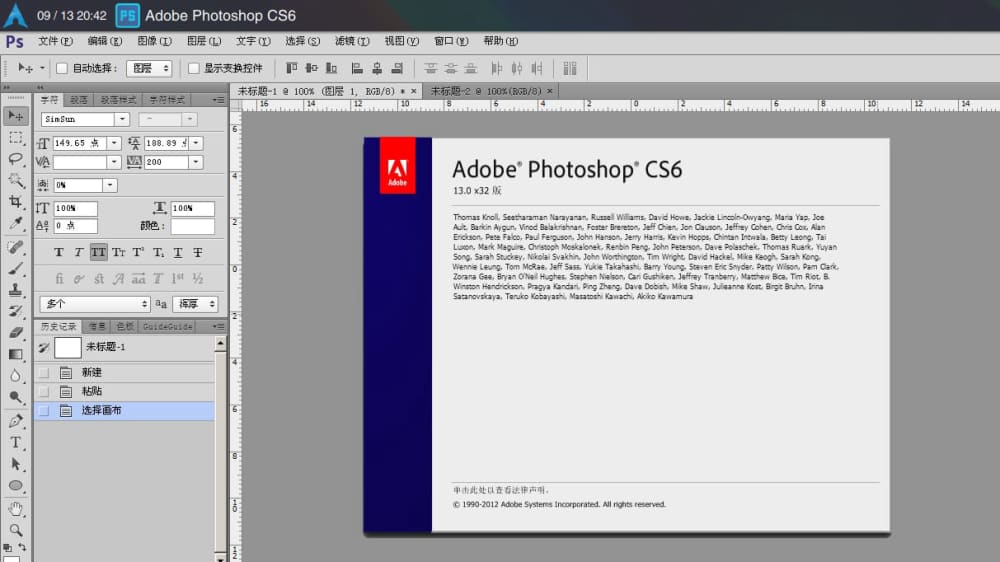 09 / 13 20:42 PS Adobe Photoshop CS6
Ps 文件(F) 编辑(E) 图像(I) 图层(L) 文字(Y) 选择(S) 滤镜(T) 视图(V) 窗口(W) 帮助(H)
自动选择： 图层 显示变换控件
字符 段落 段落样式 字符样式
未标题-1 @ 100% (图层 1, RGB/8) * × 未标题-2 @ 100%(RGB/8) ×
16 14 12 10 8 6 4 2 0 2 4 6 8 10 12 14
SimSun -
149.65 点 188.89 点
200
0%
100% 100%
0 点 颜色：
T T TT Tr T¹ T₁ T T
fi st A aa T 1st ½
多个 aa 浑厚
历史记录 信息 色板 GuideGuide
未标题-1
新建
粘贴
选择画布
6
4
2
0
2
4
6
8
10
12
Adobe
Adobe® Photoshop® CS6
13.0 x32 版
Thomas Knoll, Seetharaman Narayanan, Russell Williams, David Howe, Jackie Lincoln-Owyang, Maria Yap, Joe
Ault, Barkin Aygun, Vinod Balakrishnan, Foster Brereton, Jeff Chien, Jon Clauson, Jeffrey Cohen, Chris Cox, Alan
Erickson, Pete Falco, Paul Ferguson, John Hanson, Jerry Harris, Kevin Hopps, Chintan Intwala, Betty Leong, Tai
Luxon, Mark Maguire, Christoph Moskalonek, Renbin Peng, John Peterson, Dave Polaschek, Thomas Ruark, Yuyan
Song, Sarah Stuckey, Nikolai Svakhin, John Worthington, Tim Wright, David Hackel, Mike Keogh, Sarah Kong,
Wennie Leung, Tom McRae, Jeff Sass, Yukie Takahashi, Barry Young, Steven Eric Snyder, Patty Wilson, Pam Clark,
Zorana Gee, Bryan O'Neil Hughes, Stephen Nielson, Cari Gushiken, Jeffrey Tranberry, Matthew Bice, Tim Riot. B.
Winston Hendrickson, Pragya Kandari, Ping Zheng, Dave Dobish, Mike Shaw, Julieanne Kost, Birgit Bruhn, Irina
Satanovskaya, Teruko Kobayashi, Masatoshi Kawachi, Akiko Kawamura
单击此处以查看法律声明。
© 1990-2012 Adobe Systems Incorporated. All rights reserved.